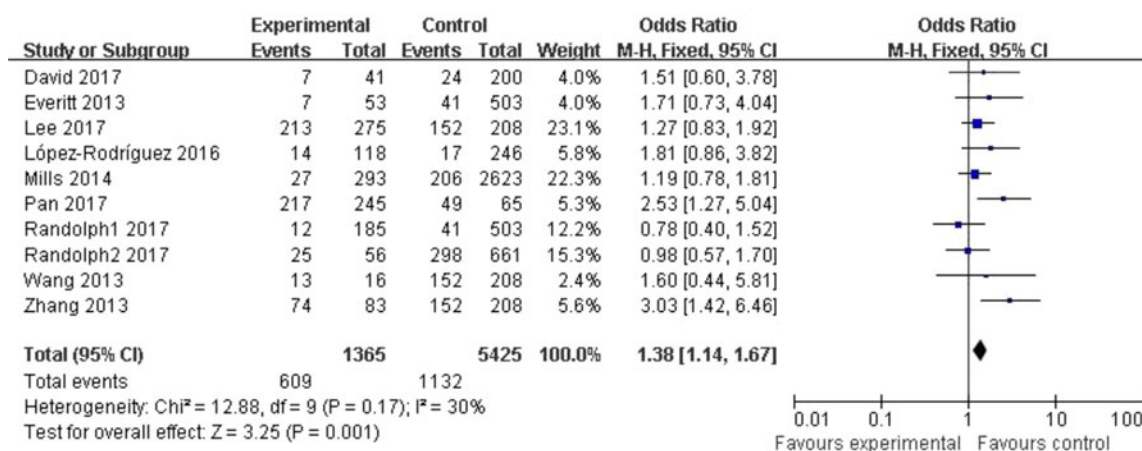 Experimental Control Odds Ratio Odds Ratio
Study or Subgroup Events Total Events Total Weight M-H, Fixed, 95% CI M-H, Fixed, 95% CI
David 2017 7 41 24 200 4.0% 1.51 [0.60, 3.78]
Everitt 2013 7 53 41 503 4.0% 1.71 [0.73, 4.04]
Lee 2017 213 275 152 208 23.1% 1.27 [0.83, 1.92]
López-Rodríguez 2016 14 118 17 246 5.8% 1.81 [0.86, 3.82]
Mills 2014 27 293 206 2623 22.3% 1.19 [0.78, 1.81]
Pan 2017 217 245 49 65 5.3% 2.53 [1.27, 5.04]
Randolph1 2017 12 185 41 503 12.2% 0.78 [0.40, 1.52]
Randolph2 2017 25 56 298 661 15.3% 0.98 [0.57, 1.70]
Wang 2013 13 16 152 208 2.4% 1.60 [0.44, 5.81]
Zhang 2013 74 83 152 208 5.6% 3.03 [1.42, 6.46]
Total (95% CI) 1365 5425 100.0% 1.38 [1.14, 1.67]
Total events 609 1132
Heterogeneity: Chi² = 12.88, df = 9 (P = 0.17); I² = 30%
Test for overall effect: Z = 3.25 (P = 0.001)
0.01 0.1 1 10 100
Favours experimental Favours control